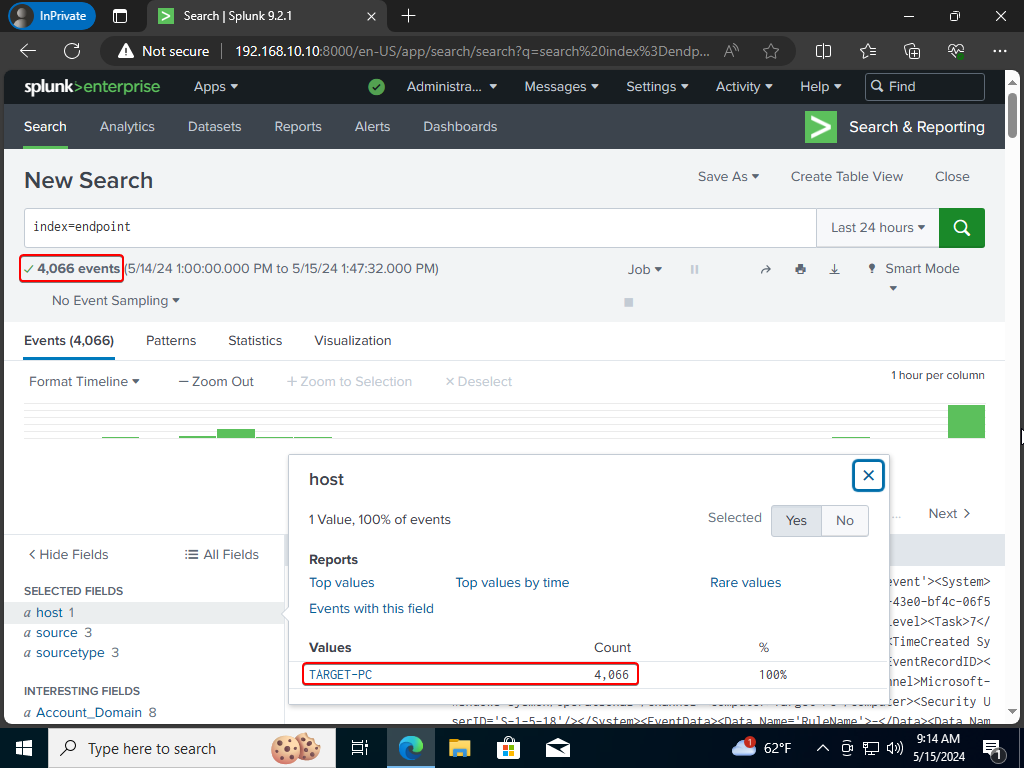 InPrivate
Search | Splunk 9.2.1
Not secure
192.168.10.10:8000/en-US/app/search/search?q=search%20index%3Dendp...
splunk>enterprise
Apps
Administra...
Messages
Settings
Activity
Help
Find
Search
Analytics
Datasets
Reports
Alerts
Dashboards
Search & Reporting
New Search
Save As
Create Table View
Close
index=endpoint
Last 24 hours
4,066 events (5/14/24 1:00:00.000 PM to 5/15/24 1:47:32.000 PM)
Job
Smart Mode
No Event Sampling
Events (4,066)
Patterns
Statistics
Visualization
Format Timeline
— Zoom Out
+ Zoom to Selection
× Deselect
1 hour per column
host
1 Value, 100% of events
Selected
Yes
No
...
Next >
< Hide Fields
All Fields
Reports
Top values
Top values by time
Rare values
Events with this field
SELECTED FIELDS
a host 1
a source 3
a sourcetype 3
INTERESTING FIELDS
a Account_Domain 8
Values
Count
%
TARGET-PC
4,066
100%
event'><System>
-43e0-bf4c-06f5
evel><Task>7</
<TimeCreated Sy
EventRecordID><
nnel>Microsoft-
<Security U
serID='S-1-5-18'/></System><EventData><Data Name='RuleName'>-</Data><Data Nam
Type here to search
1
62°F
9:14 AM
5/15/2024
1